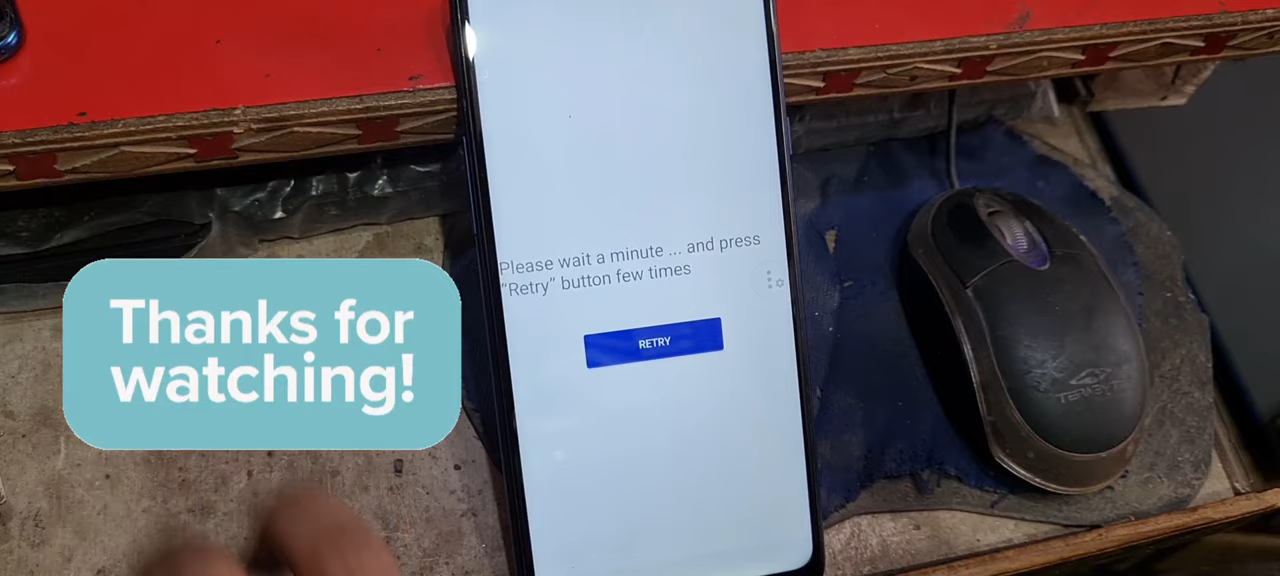 Please wait a minute ... and press
"Retry" button few times
RETRY
Thanks for
watching!